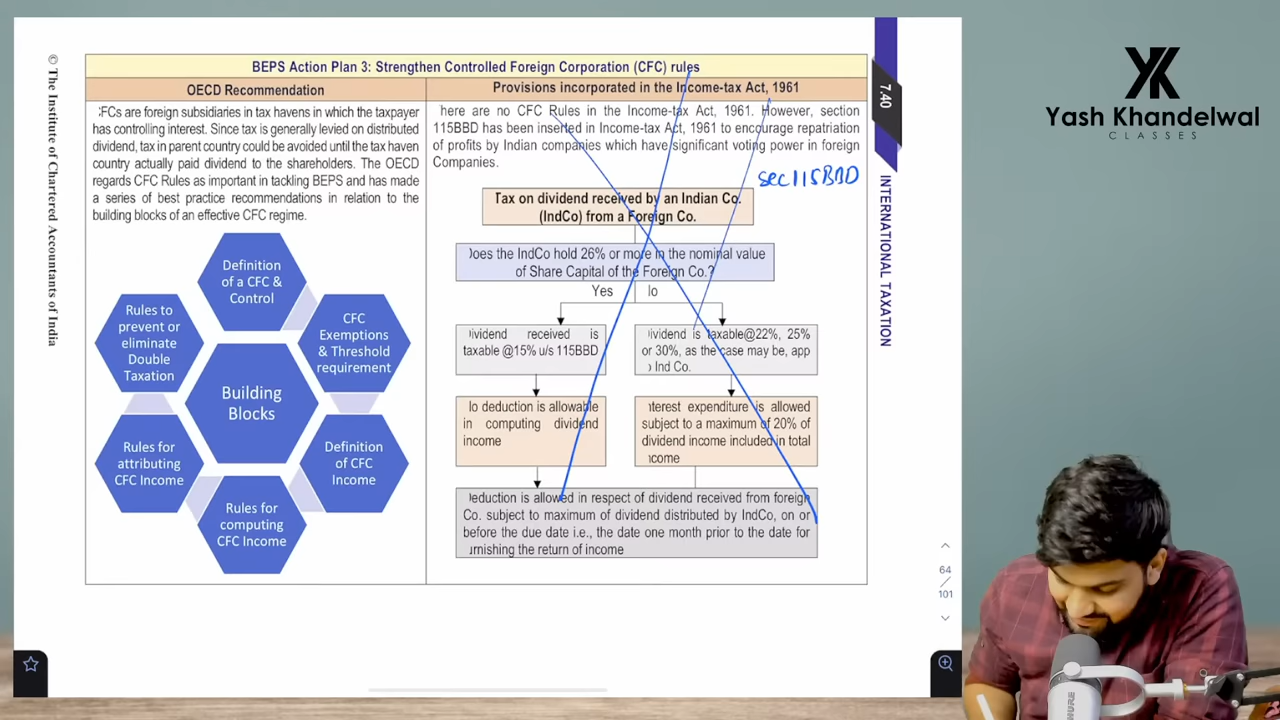 BEPS Action Plan 3: Strengthen Controlled Foreign Corporation (CFC) rules
OECD Recommendation
:FCs are foreign subsidiaries in tax havens in which the taxpayer
has controlling interest. Since tax is generally levied on distributed
dividend, tax in parent country could be avoided until the tax haven
country actually paid dividend to the shareholders. The OECD
regards CFC Rules as important in tackling BEPS and has made
a series of best practice recommendations in relation to the
building blocks of an effective CFC regime.
Definition
of a CFC &
Control
CFC
Exemptions
& Threshold
requirement
Definition
of CFC
Income
Rules for
computing
CFC Income
Rules for
attributing
CFC Income
Rules to
prevent or
eliminate
Double
Taxation
Building
Blocks
Provisions incorporated in the Income-tax Act, 1961
here are no CFC Rules in the Income-tax Act, 1961. However, section
115BBD has been inserted in Income-tax Act, 1961 to encourage repatriation
of profits by Indian companies which have significant voting power in foreign
Companies.
sec 115BBD
Tax on dividend received by an Indian Co.
(IndCo) from a Foreign Co.
)oes the IndCo hold 26% or more in the nominal value
of Share Capital of the Foreign Co.?
Yes
lo
ividend received is
taxable @15% u/s 115BBD
ividend is taxable@22%, 25%
or 30%, as the case may be, app
Ind Co.
lo deduction is allowable
in computing dividend
income
nterest expenditure is allowed
subject to a maximum of 20% of
dividend income included in total
come
eduction is allowed in respect of dividend received from foreign
Co. subject to maximum of dividend distributed by IndCo, on or
before the due date i.e., the date one month prior to the date for
urnishing the return of income
© The Institute of Chartered Accountants of India
7.40
INTERNATIONAL TAXATION
64
/
101
Yash Khandelwal
CLASSES